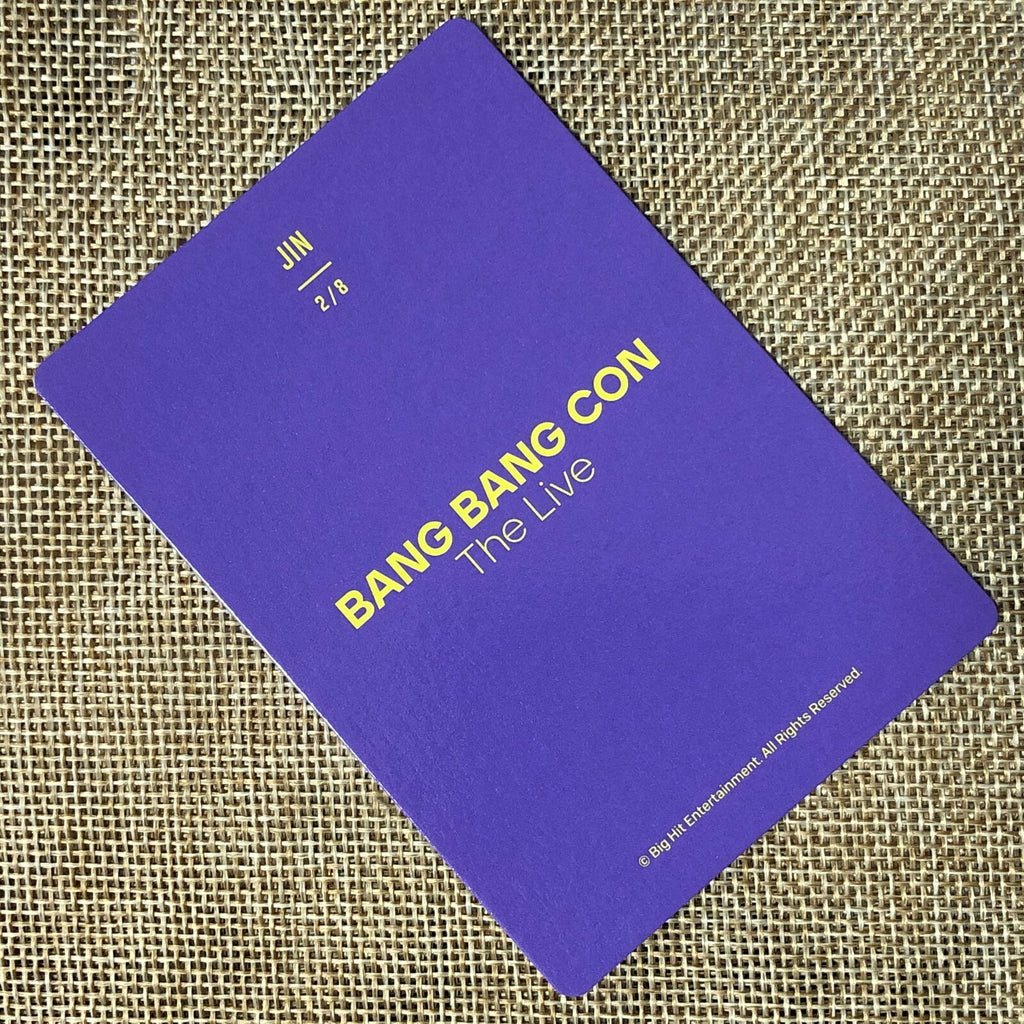 JIN
2/8
BANG BANG CON
The Live
© Big Hit Entertainment. All Rights Reserved.